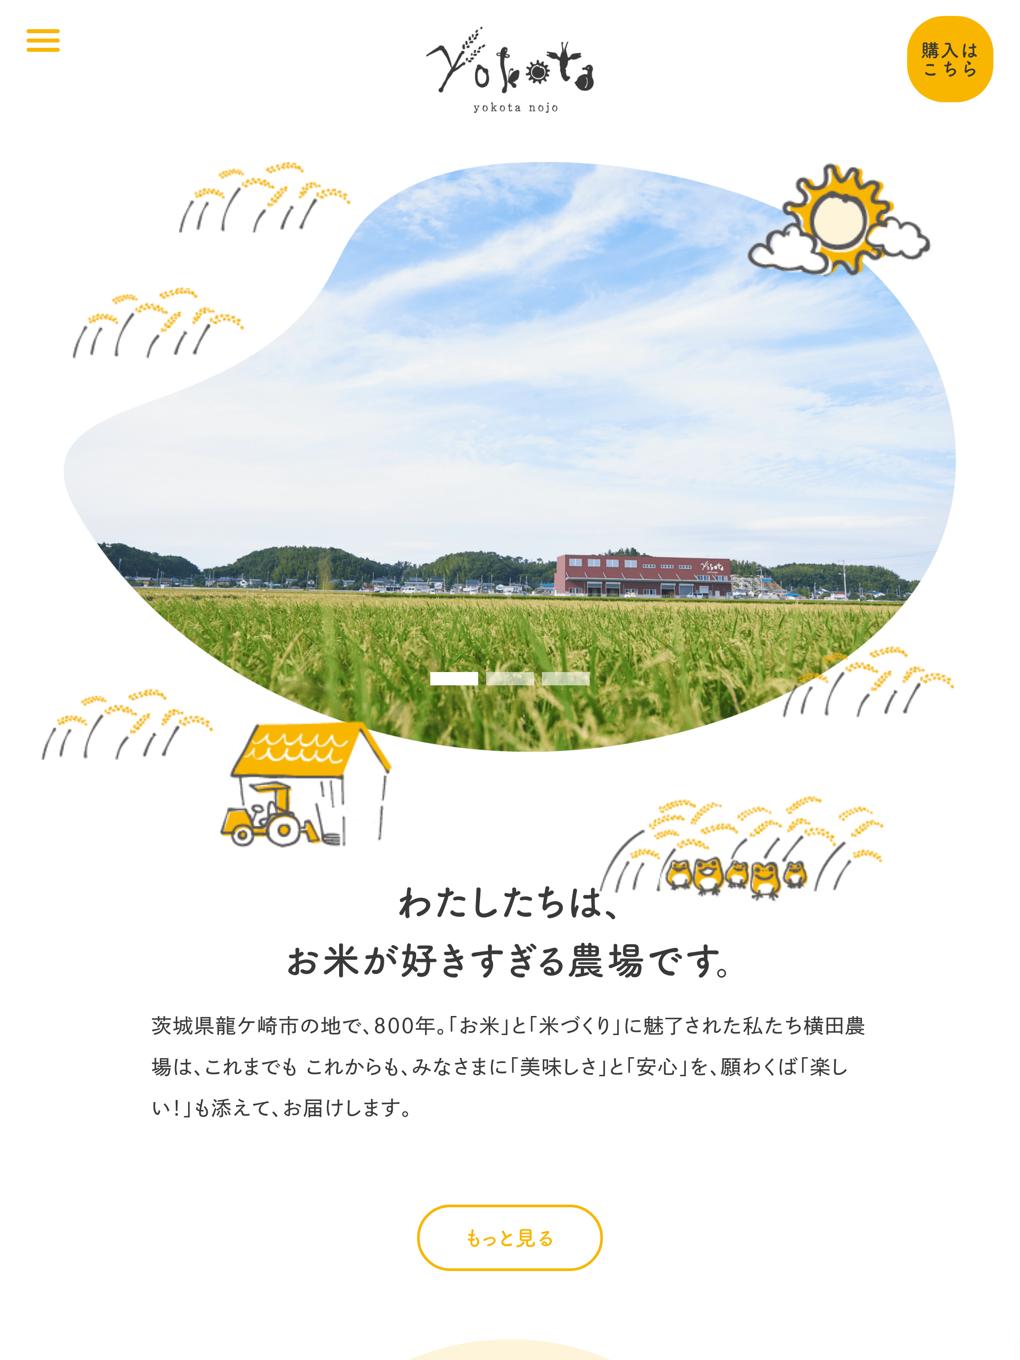 Yokota
yokota nojo
購入は
こちら
Yokota
わたしたちは、
お米が好きすぎる農場です。
茨城県龍ケ崎市の地で、800年。「お米」と「米づくり」に魅了された私たち横田農
場は、これまでも これからも、みなさまに「美味しさ」と「安心」を、願わくば「楽し
い！」も添えて、お届けします。
もっと見る